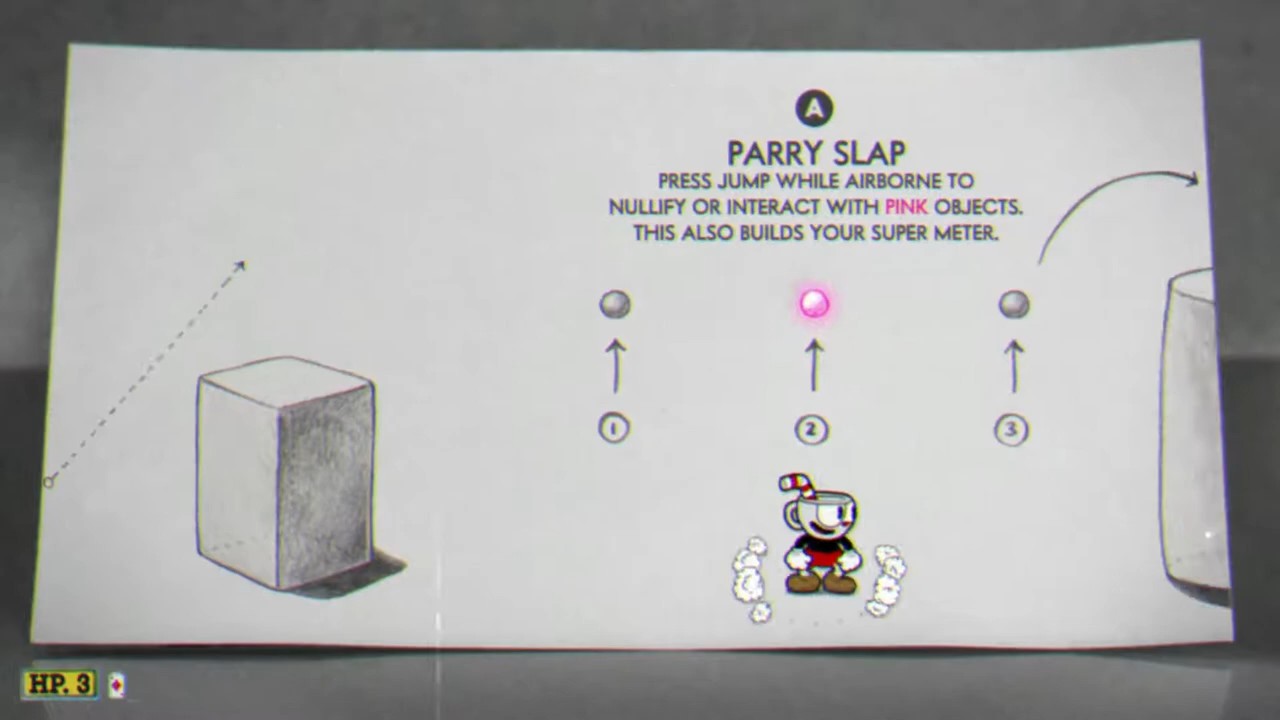 A
PARRY SLAP
PRESS JUMP WHILE AIRBORNE TO
NULLIFY OR INTERACT WITH PINK OBJECTS.
THIS ALSO BUILDS YOUR SUPER METER.
1 2 3
HP. 3